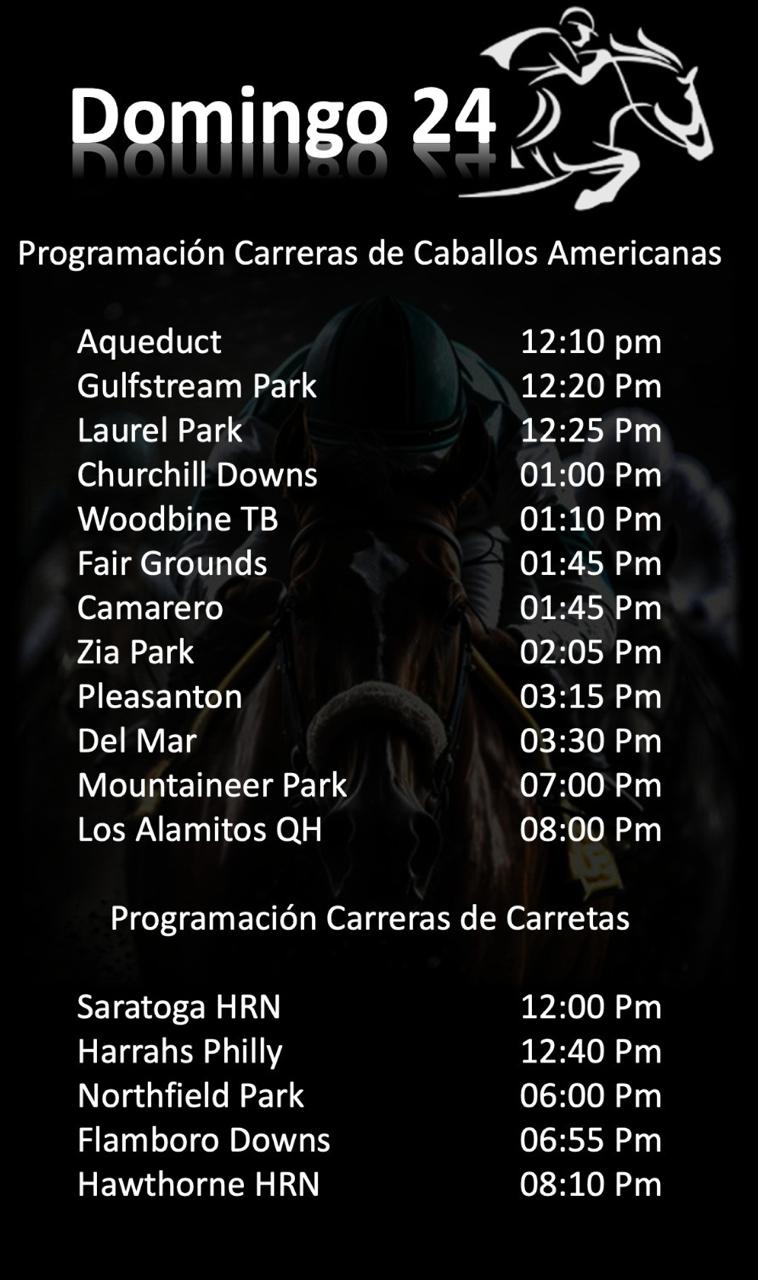 Domingo 24
Programación Carreras de Caballos Americanas
Aqueduct 12:10 pm
Gulfstream Park 12:20 Pm
Laurel Park 12:25 Pm
Churchill Downs 01:00 Pm
Woodbine TB 01:10 Pm
Fair Grounds 01:45 Pm
Camarero 01:45 Pm
Zia Park 02:05 Pm
Pleasanton 03:15 Pm
Del Mar 03:30 Pm
Mountaineer Park 07:00 Pm
Los Alamitos QH 08:00 Pm
Programación Carreras de Carretas
Saratoga HRN 12:00 Pm
Harrahs Philly 12:40 Pm
Northfield Park 06:00 Pm
Flamboro Downs 06:55 Pm
Hawthorne HRN 08:10 Pm